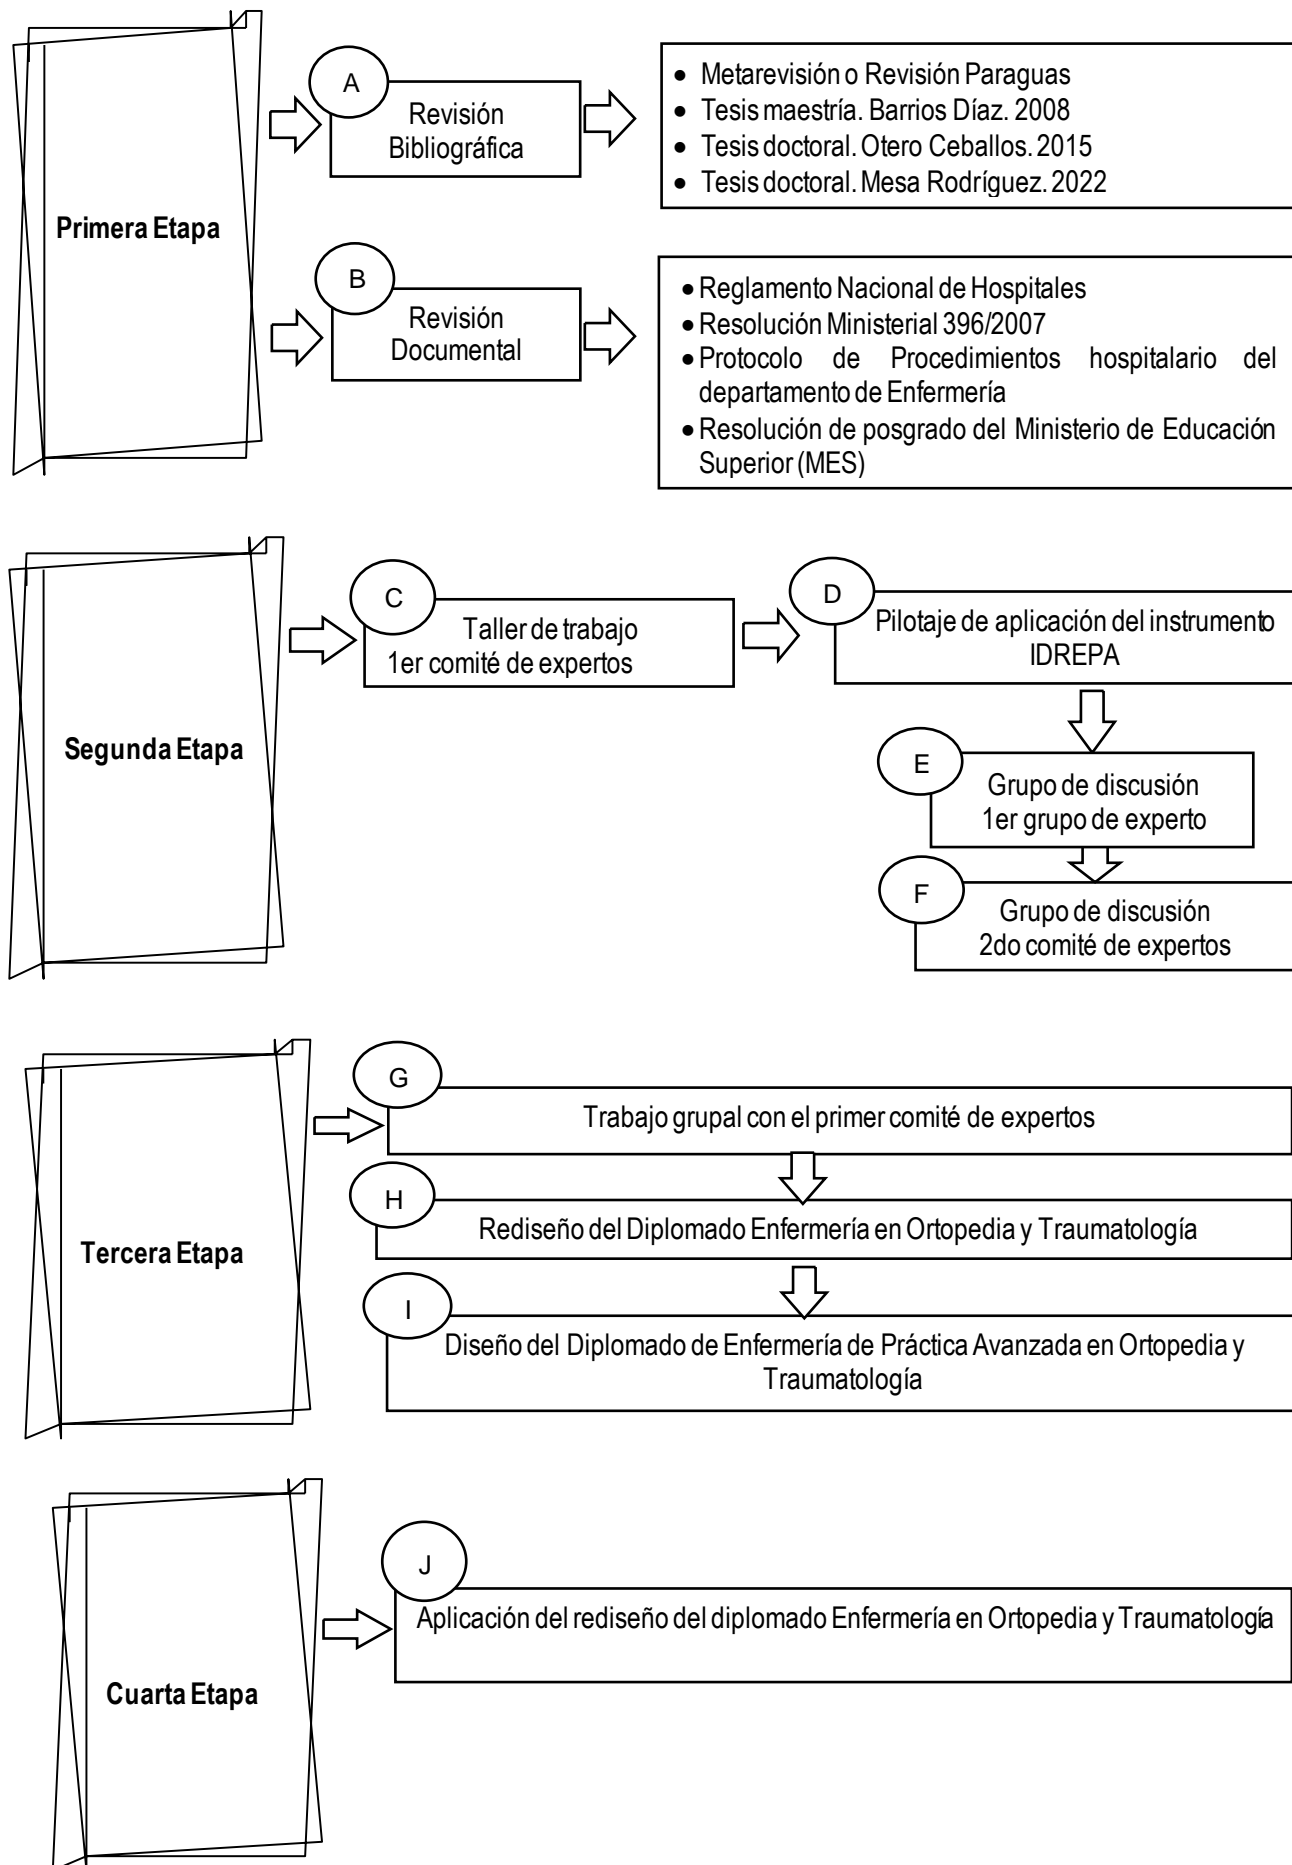 Primera Etapa
A
Revisión
Bibliográfica
• Metarevisión o Revisión Paraguas
• Tesis maestría. Barrios Díaz. 2008
• Tesis doctoral. Otero Ceballos. 2015
• Tesis doctoral. Mesa Rodríguez. 2022
B
Revisión
Documental
• Reglamento Nacional de Hospitales
• Resolución Ministerial 396/2007
• Protocolo de Procedimientos hospitalario del
departamento de Enfermería
• Resolución de posgrado del Ministerio de Educación
Superior (MES)
Segunda Etapa
C
Taller de trabajo
1er comité de expertos
D
Pilotaje de aplicación del instrumento
IDREPA
E
Grupo de discusión
1er grupo de experto
F
Grupo de discusión
2do comité de expertos
Tercera Etapa
G
Trabajo grupal con el primer comité de expertos
H
Rediseño del Diplomado Enfermería en Ortopedia y Traumatología
I
Diseño del Diplomado de Enfermería de Práctica Avanzada en Ortopedia y
Traumatología
Cuarta Etapa
J
Aplicación del rediseño del diplomado Enfermería en Ortopedia y Traumatología